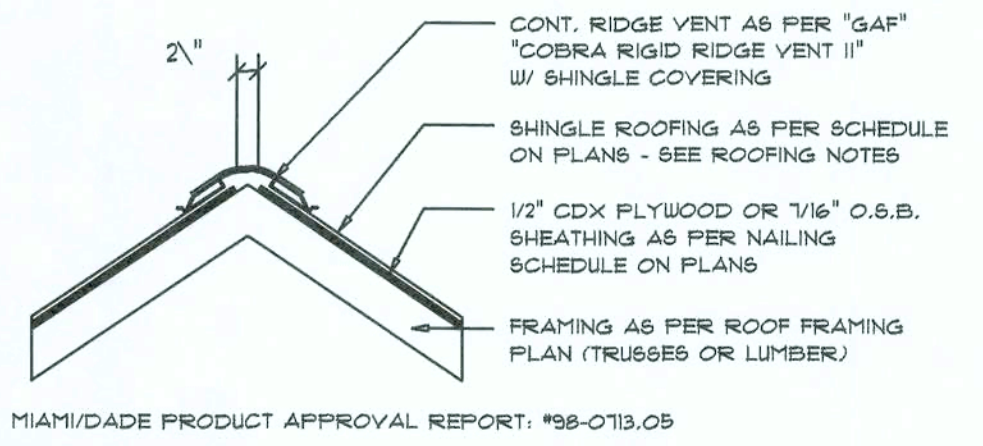 2\"
CONT. RIDGE VENT AS PER "GAF"
"COBRA RIGID RIDGE VENT II"
W/ SHINGLE COVERING
SHINGLE ROOFING AS PER SCHEDULE
ON PLANS - SEE ROOFING NOTES
1/2" CDX PLYWOOD OR 7/16" O.S.B.
SHEATHING AS PER NAILING
SCHEDULE ON PLANS
FRAMING AS PER ROOF FRAMING
PLAN (TRUSSES OR LUMBER)
MIAMI/DADE PRODUCT APPROVAL REPORT: #98-0713.05